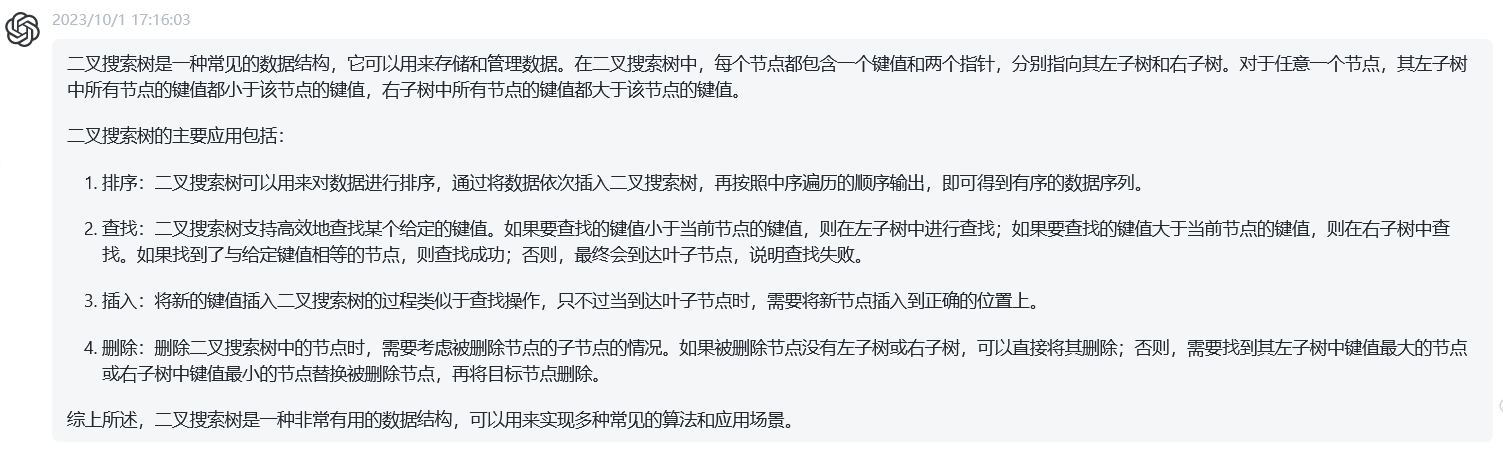 2023/10/1 17:16:03
二叉搜索树是一种常见的数据结构，它可以用来存储和管理数据。在二叉搜索树中，每个节点都包含一个键值和两个指针，分别指向其左子树和右子树。对于任意一个节点，其左子树
中所有节点的键值都小于该节点的键值，右子树中所有节点的键值都大于该节点的键值。
二叉搜索树的主要应用包括：
1. 排序：二叉搜索树可以用来对数据进行排序，通过将数据依次插入二叉搜索树，再按照中序遍历的顺序输出，即可得到有序的数据序列。
2. 查找：二叉搜索树支持高效地查找某个给定的键值。如果要查找的键值小于当前节点的键值，则在左子树中进行查找；如果要查找的键值大于当前节点的键值，则在右子树中查
找。如果找到了与给定键值相等的节点，则查找成功；否则，最终会到达叶子节点，说明查找失败。
3. 插入：将新的键值插入二叉搜索树的过程类似于查找操作，只不过当到达叶子节点时，需要将新节点插入到正确的位置上。
4. 删除：删除二叉搜索树中的节点时，需要考虑被删除节点的子节点的情况。如果被删除节点没有左子树或右子树，可以直接将其删除；否则，需要找到其左子树中键值最大的节点
或右子树中键值最小的节点替换被删除节点，再将目标节点删除。
综上所述，二叉搜索树是一种非常有用的数据结构，可以用来实现多种常见的算法和应用场景。